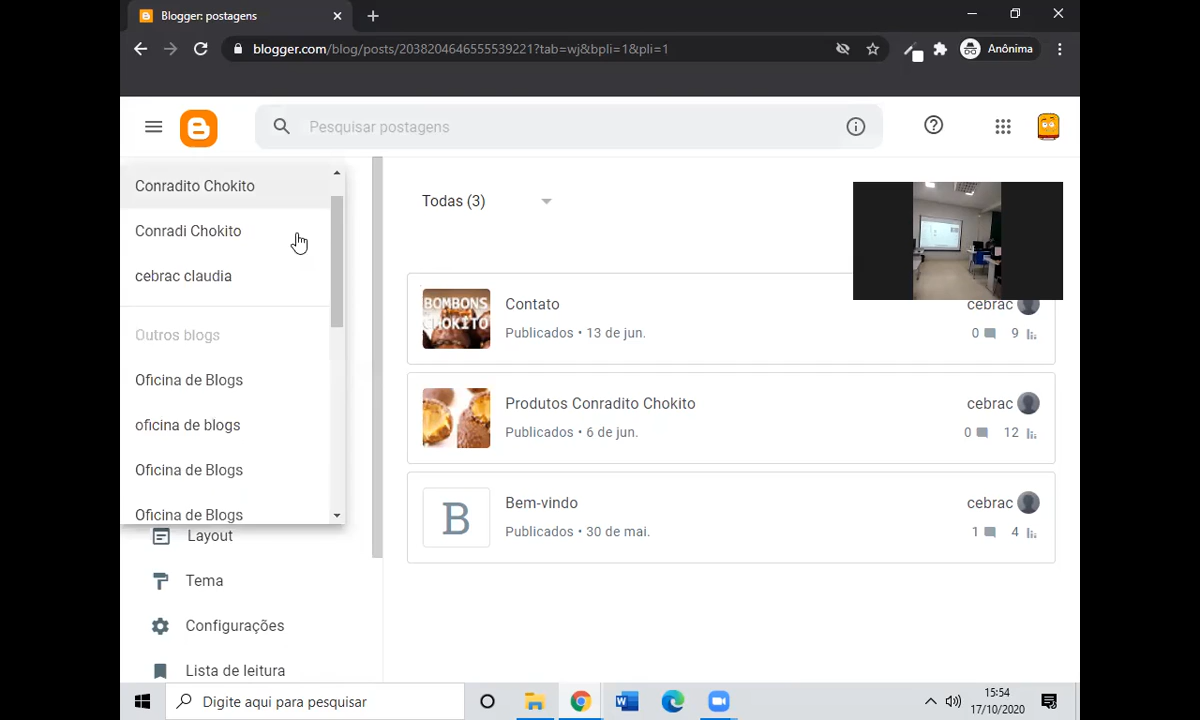 Blogger: postagens
blogger.com/blog/posts/2038204646555539221?tab=wj&bpli=1&pli=1
Anônima
Pesquisar postagens
Conradito Chokito
Conradi Chokito
cebrac claudia
Outros blogs
Oficina de Blogs
oficina de blogs
Oficina de Blogs
Oficina de Blogs
Layout
Tema
Configurações
Lista de leitura
Todas (3)
BOMBONS
CHOKITO
Contato
cebrac
Publicados • 13 de jun.
0 9
Produtos Conradito Chokito
cebrac
Publicados • 6 de jun.
0 12
B
Bem-vindo
cebrac
Publicados • 30 de mai.
1 4
Digite aqui para pesquisar
15:54
17/10/2020